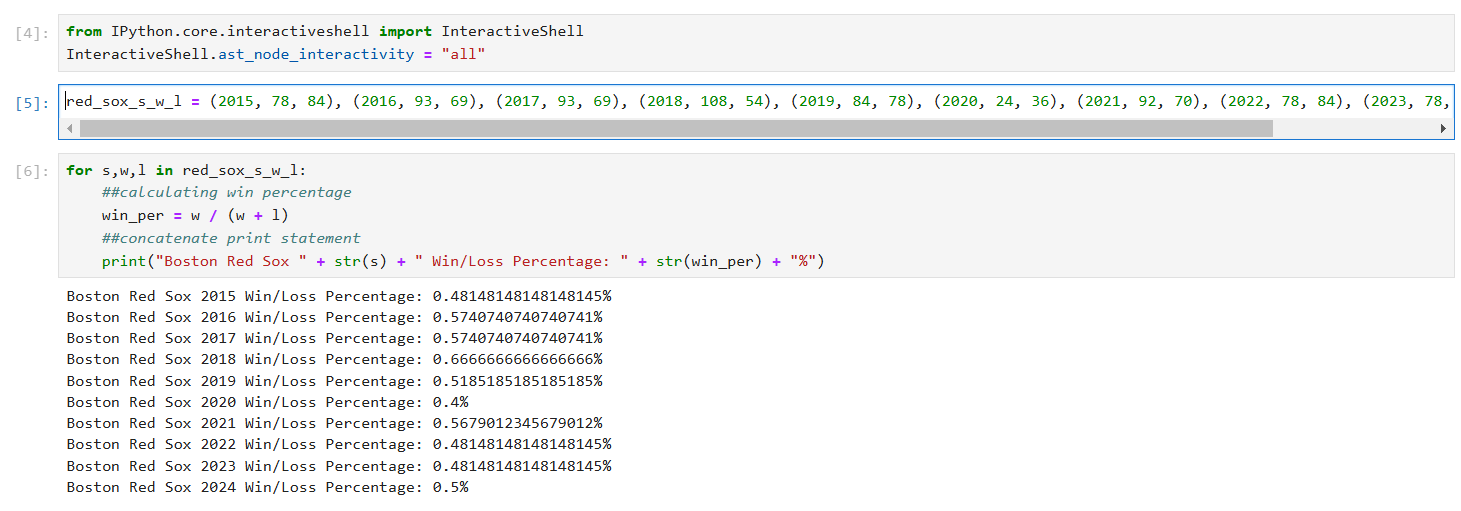 [4]: from IPython.core.interactiveshell import InteractiveShell
InteractiveShell.ast_node_interactivity = "all"
[5]: red_sox_s_w_l = (2015, 78, 84), (2016, 93, 69), (2017, 93, 69), (2018, 108, 54), (2019, 84, 78), (2020, 24, 36), (2021, 92, 70), (2022, 78, 84), (2023, 78,
[6]: for s,w,l in red_sox_s_w_l:
##calculating win percentage
win_per = w / (w + l)
##concatenate print statement
print("Boston Red Sox " + str(s) + " Win/Loss Percentage: " + str(win_per) + "%")
Boston Red Sox 2015 Win/Loss Percentage: 0.48148148148148145%
Boston Red Sox 2016 Win/Loss Percentage: 0.5740740740740741%
Boston Red Sox 2017 Win/Loss Percentage: 0.5740740740740741%
Boston Red Sox 2018 Win/Loss Percentage: 0.6666666666666666%
Boston Red Sox 2019 Win/Loss Percentage: 0.5185185185185185%
Boston Red Sox 2020 Win/Loss Percentage: 0.4%
Boston Red Sox 2021 Win/Loss Percentage: 0.5679012345679012%
Boston Red Sox 2022 Win/Loss Percentage: 0.48148148148148145%
Boston Red Sox 2023 Win/Loss Percentage: 0.48148148148148145%
Boston Red Sox 2024 Win/Loss Percentage: 0.5%